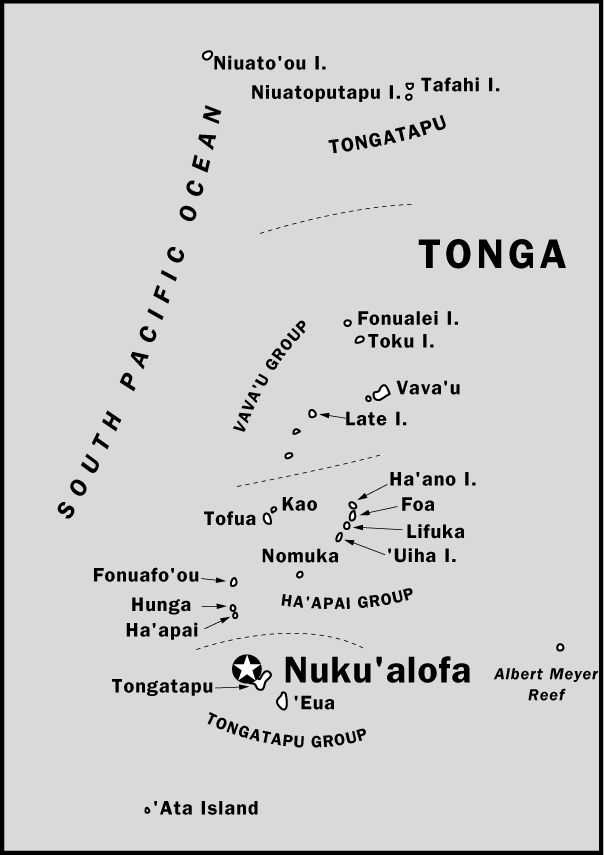 Niuato'ou I.
Niuatoputapu I.
Tafahi I.
TONGATAPU
SOUTH PACIFIC OCEAN
TONGA
Fonualei I.
Toku I.
VAVA'U GROUP
Vava'u
Late I.
Ha'ano I.
Kao
Foa
Tofua
Lifuka
'Uiha I.
Nomuka
Fonuafo'ou
Hunga
HA'APAI GROUP
Ha'apai
Nuku'alofa
Albert Meyer
Reef
Tongatapu
'Eua
TONGATAPU GROUP
'Ata Island